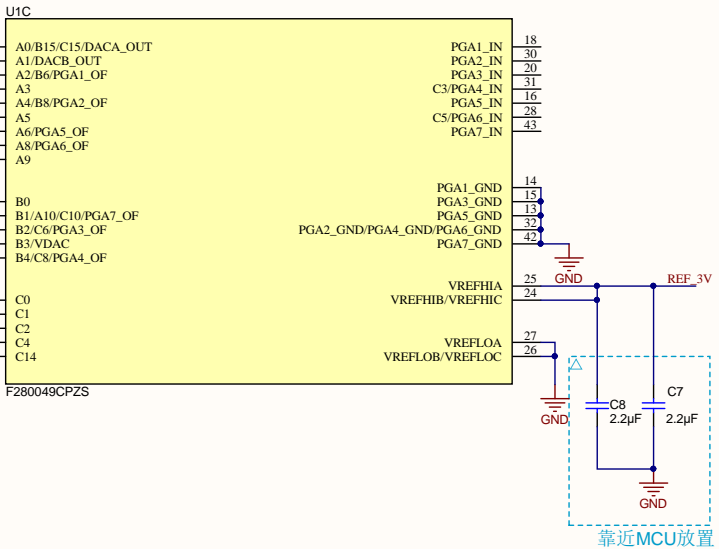 U1C
A0/B15/C15/DACA_OUT
A1/DACB_OUT
A2/B6/PGA1_OF
A3
A4/B8/PGA2_OF
A5
A6/PGA5_OF
A8/PGA6_OF
A9
B0
B1/A10/C10/PGA7_OF
B2/C6/PGA3_OF
B3/VDAC
B4/C8/PGA4_OF
C0
C1
C2
C4
C14
PGA1_IN 18
PGA2_IN 30
PGA3_IN 20
C3/PGA4_IN 31
PGA5_IN 16
C5/PGA6_IN 28
PGA7_IN 43
PGA1_GND 14
PGA3_GND 15
PGA5_GND 13
PGA2_GND/PGA4_GND/PGA6_GND 32
PGA7_GND 42
GND
VREFHIA 25
REF_3V
VREFHIB/VREFHIC 24
VREFLOA 27
VREFLOB/VREFLOC 26
F280049CPZS
GND
C8
2.2µF
C7
2.2µF
GND
靠近MCU放置